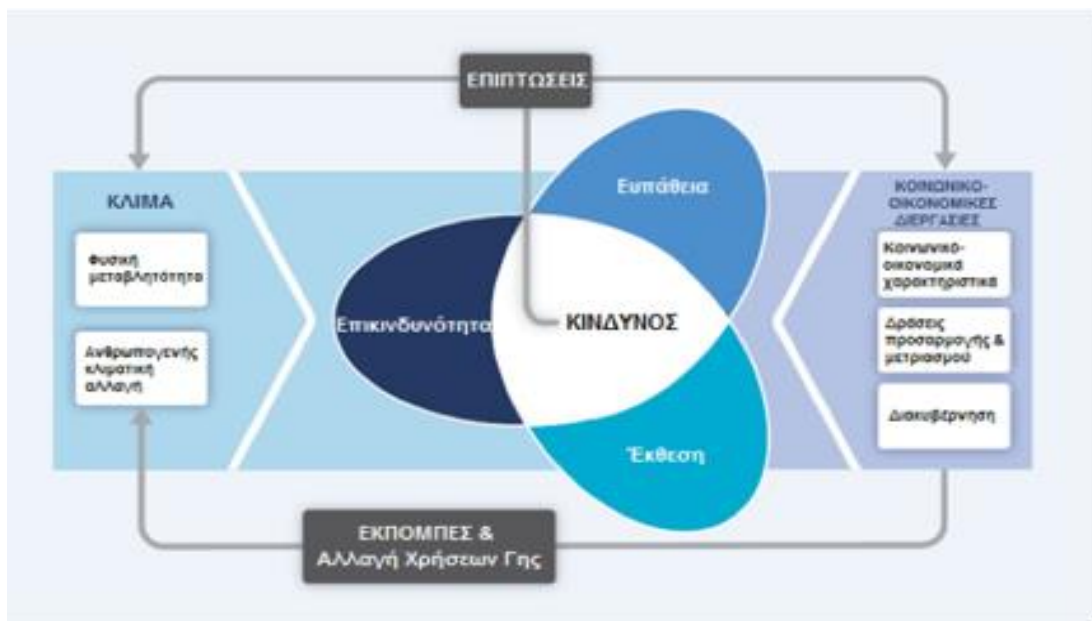 ΕΠΙΠΤΩΣΕΙΣ
ΚΛΙΜΑ
Φυσική
μεταβλητότητα
Ανθρωπογενής
κλιματική
αλλαγή
Ευπάθεια
Επικινδυνότητα
ΚΙΝΔΥΝΟΣ
Έκθεση
ΚΟΙΝΩΝΙΚΟ-
ΟΙΚΟΝΟΜΙΚΕΣ
ΔΙΕΡΓΑΣΙΕΣ
Κοινωνικο-
οικονομικά
χαρακτηριστικά
Δράσεις
προσαρμογής &
μετριασμού
Διακυβέρνηση
ΕΚΠΟΜΠΕΣ &
Αλλαγή Χρήσεων Γης